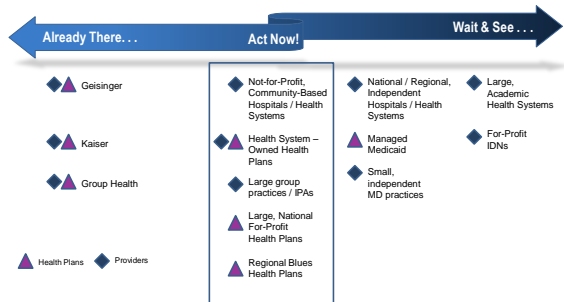 Already There. . .
Act Now!
Wait & See . . .
Geisinger
Kaiser
Group Health
Not-for-Profit,
Community-Based
Hospitals / Health
Systems
Health System –
Owned Health
Plans
Large group
practices / IPAs
Large, National
For-Profit
Health Plans
Regional Blues
Health Plans
National / Regional,
Independent
Hospitals / Health
Systems
Managed
Medicaid
Small,
independent
MD practices
Large,
Academic
Health Systems
For-Profit
IDNs
Health Plans
Providers